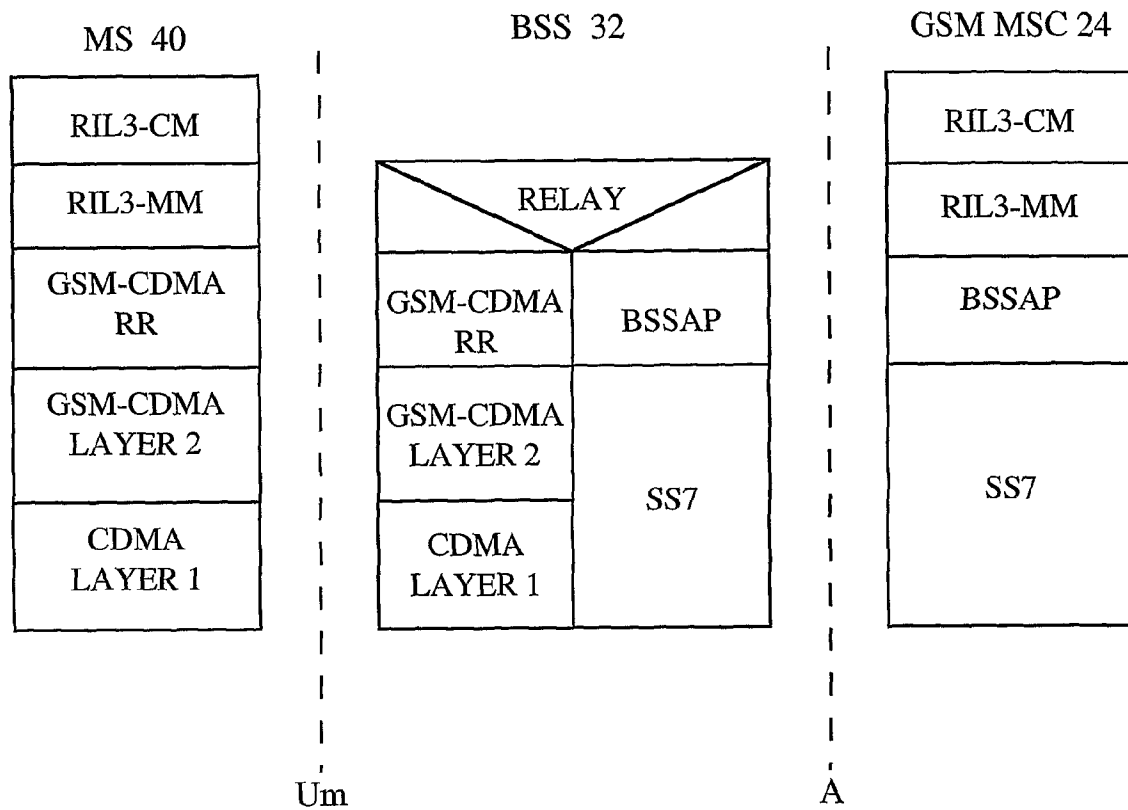 MS 40
RIL3-CM
RIL3-MM
GSM-CDMA
RR
GSM-CDMA
LAYER 2
CDMA
LAYER 1
BSS 32
RELAY
GSM-CDMA
RR
GSM-CDMA
LAYER 2
CDMA
LAYER 1
BSSAP
SS7
GSM MSC 24
RIL3-CM
RIL3-MM
BSSAP
SS7
Um
A